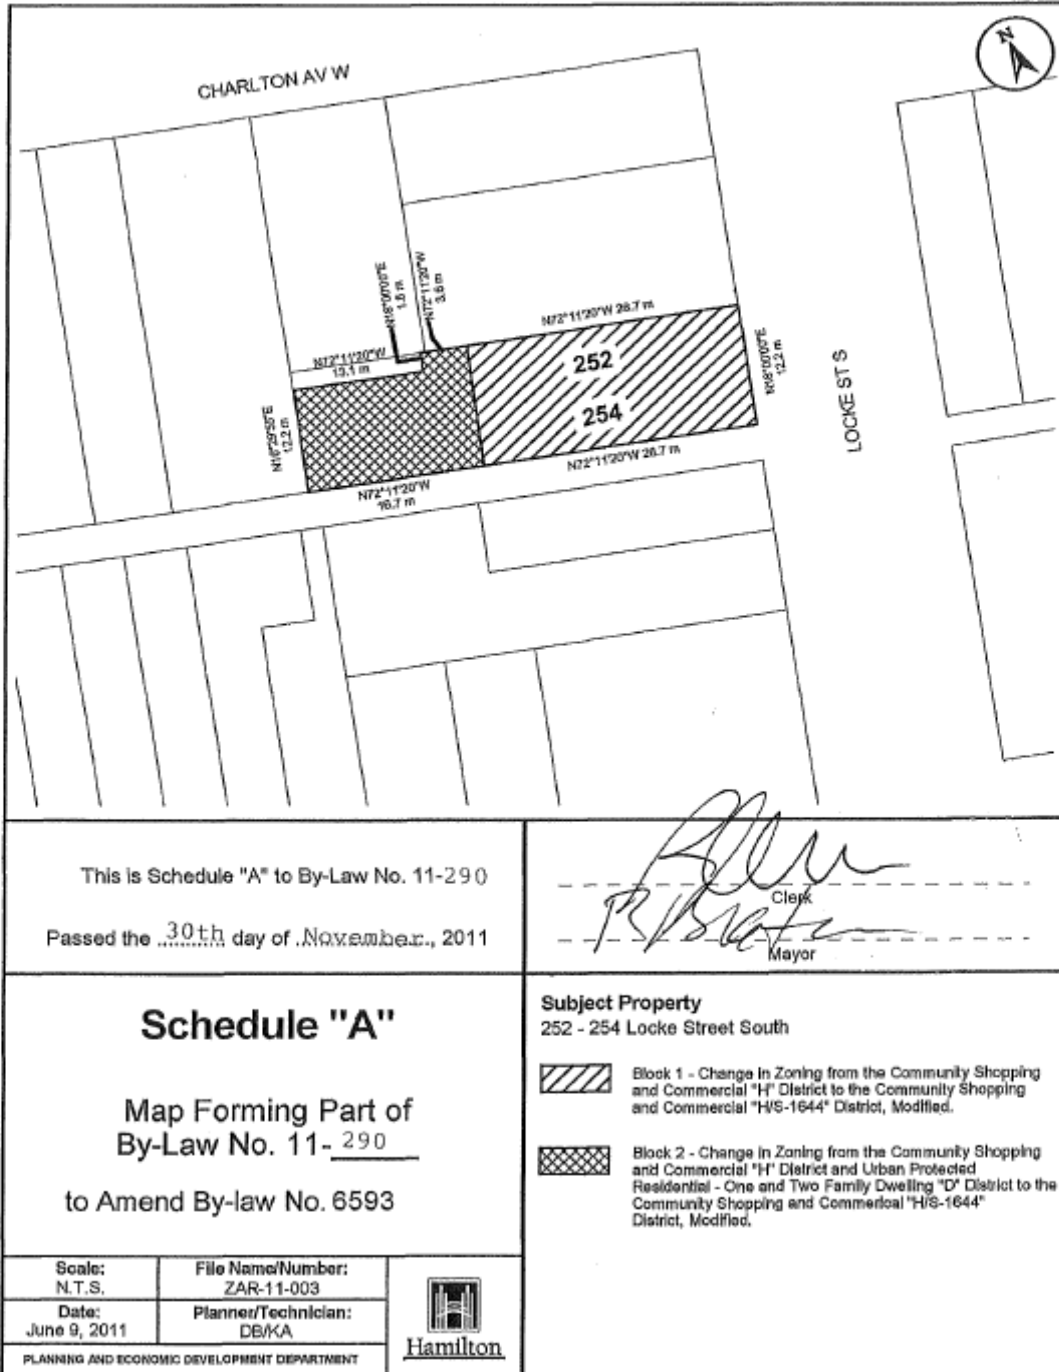 N
CHARLTON AV W
N18°00'00"E
1.5 m
N72°11'20"W
3.6 m
N72°11'20"W 26.7 m
N72°11'20"W
13.1 m
252
N18°00'00"E
12.2 m
LOCKE ST S
254
12.2 m
N72°11'20"W 26.7 m
N72°11'20"W
16.7 m
This is Schedule "A" to By-Law No. 11-290
Passed the 30th day of November, 2011
Clerk
Mayor
Schedule "A"
Map Forming Part of
By-Law No. 11-290
to Amend By-law No. 6593
Scale:
N.T.S.
File Name/Number:
ZAR-11-003
Date:
June 9, 2011
Planner/Technician:
DB/KA
PLANNING AND ECONOMIC DEVELOPMENT DEPARTMENT
Hamilton
Subject Property
252 - 254 Locke Street South
Block 1 - Change in Zoning from the Community Shopping
and Commercial "H" District to the Community Shopping
and Commercial "H/S-1644" District, Modified.
Block 2 - Change in Zoning from the Community Shopping
and Commercial "H" District and Urban Protected
Residential - One and Two Family Dwelling "D" District to the
Community Shopping and Commerical "H/S-1644"
District, Modified.